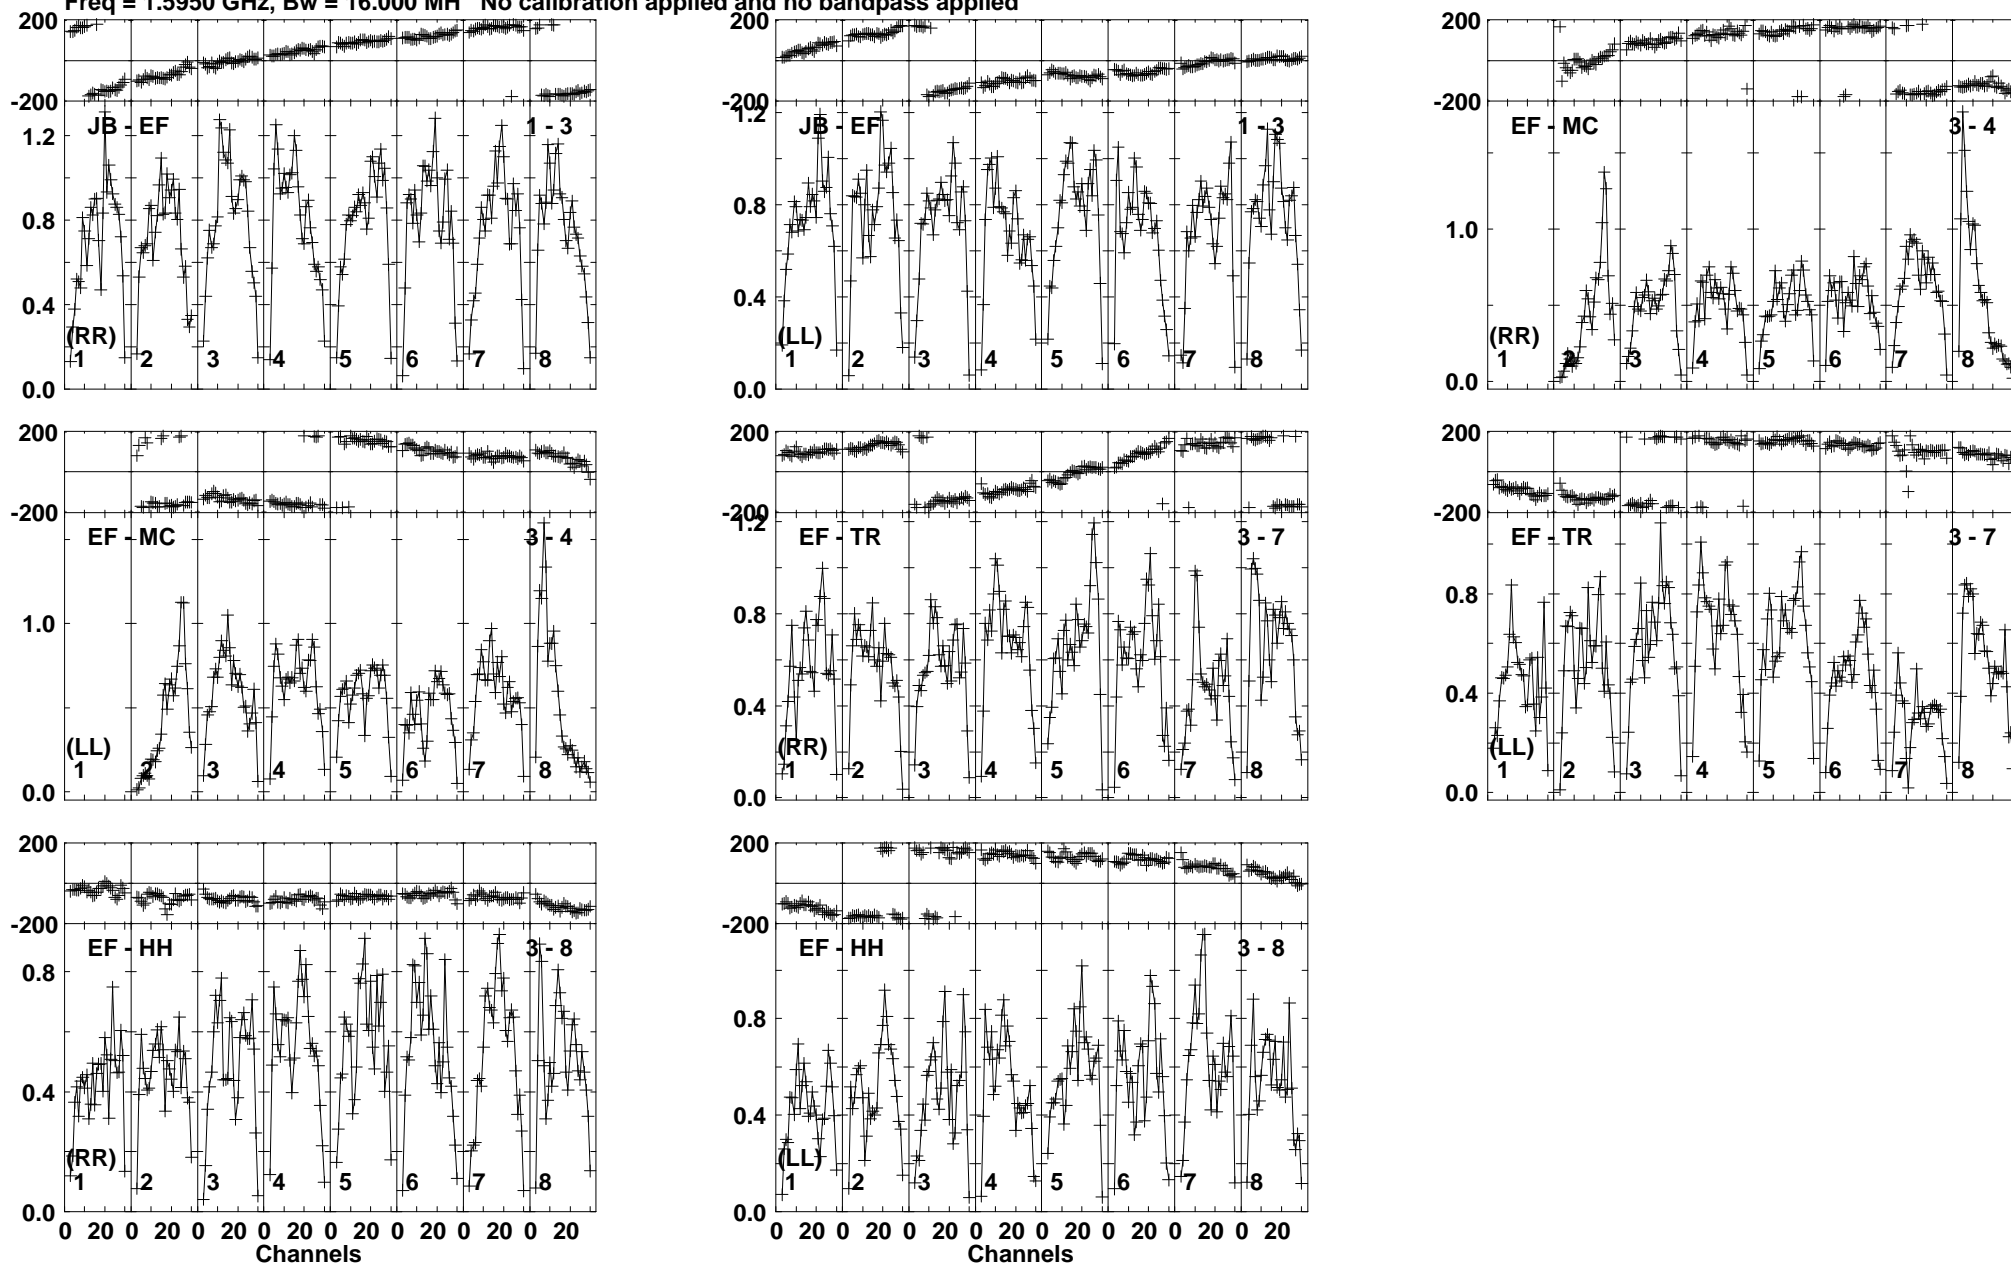 Freq = 1.5950 GHz, Bw = 16.000 MH No calibration applied and no bandpass applied
200
-200
1.2
0.8
0.4
0.0
JB - EF
1 - 3
(RR)
1 2 3 4 5 6 7 8
200
-200
1.2
0.8
0.4
0.0
JB - EF
1 - 3
(LL)
1 2 3 4 5 6 7 8
200
-200
1.0
0.0
EF - MC
3 - 4
(RR)
1 2 3 4 5 6 7 8
200
-200
1.0
0.0
EF - MC
3 - 4
(LL)
1 2 3 4 5 6 7 8
200
-200
1.2
0.8
0.4
0.0
EF - TR
3 - 7
(RR)
1 2 3 4 5 6 7 8
200
-200
0.8
0.4
0.0
EF - TR
3 - 7
(LL)
1 2 3 4 5 6 7 8
200
-200
0.8
0.4
0.0
EF - HH
3 - 8
(RR)
1 2 3 4 5 6 7 8
0 20 0 20 0 20 0 20 0 20 0 20 0 20 0 20
Channels
200
-200
0.8
0.4
0.0
EF - HH
3 - 8
(LL)
1 2 3 4 5 6 7 8
0 20 0 20 0 20 0 20 0 20 0 20 0 20 0 20
Channels